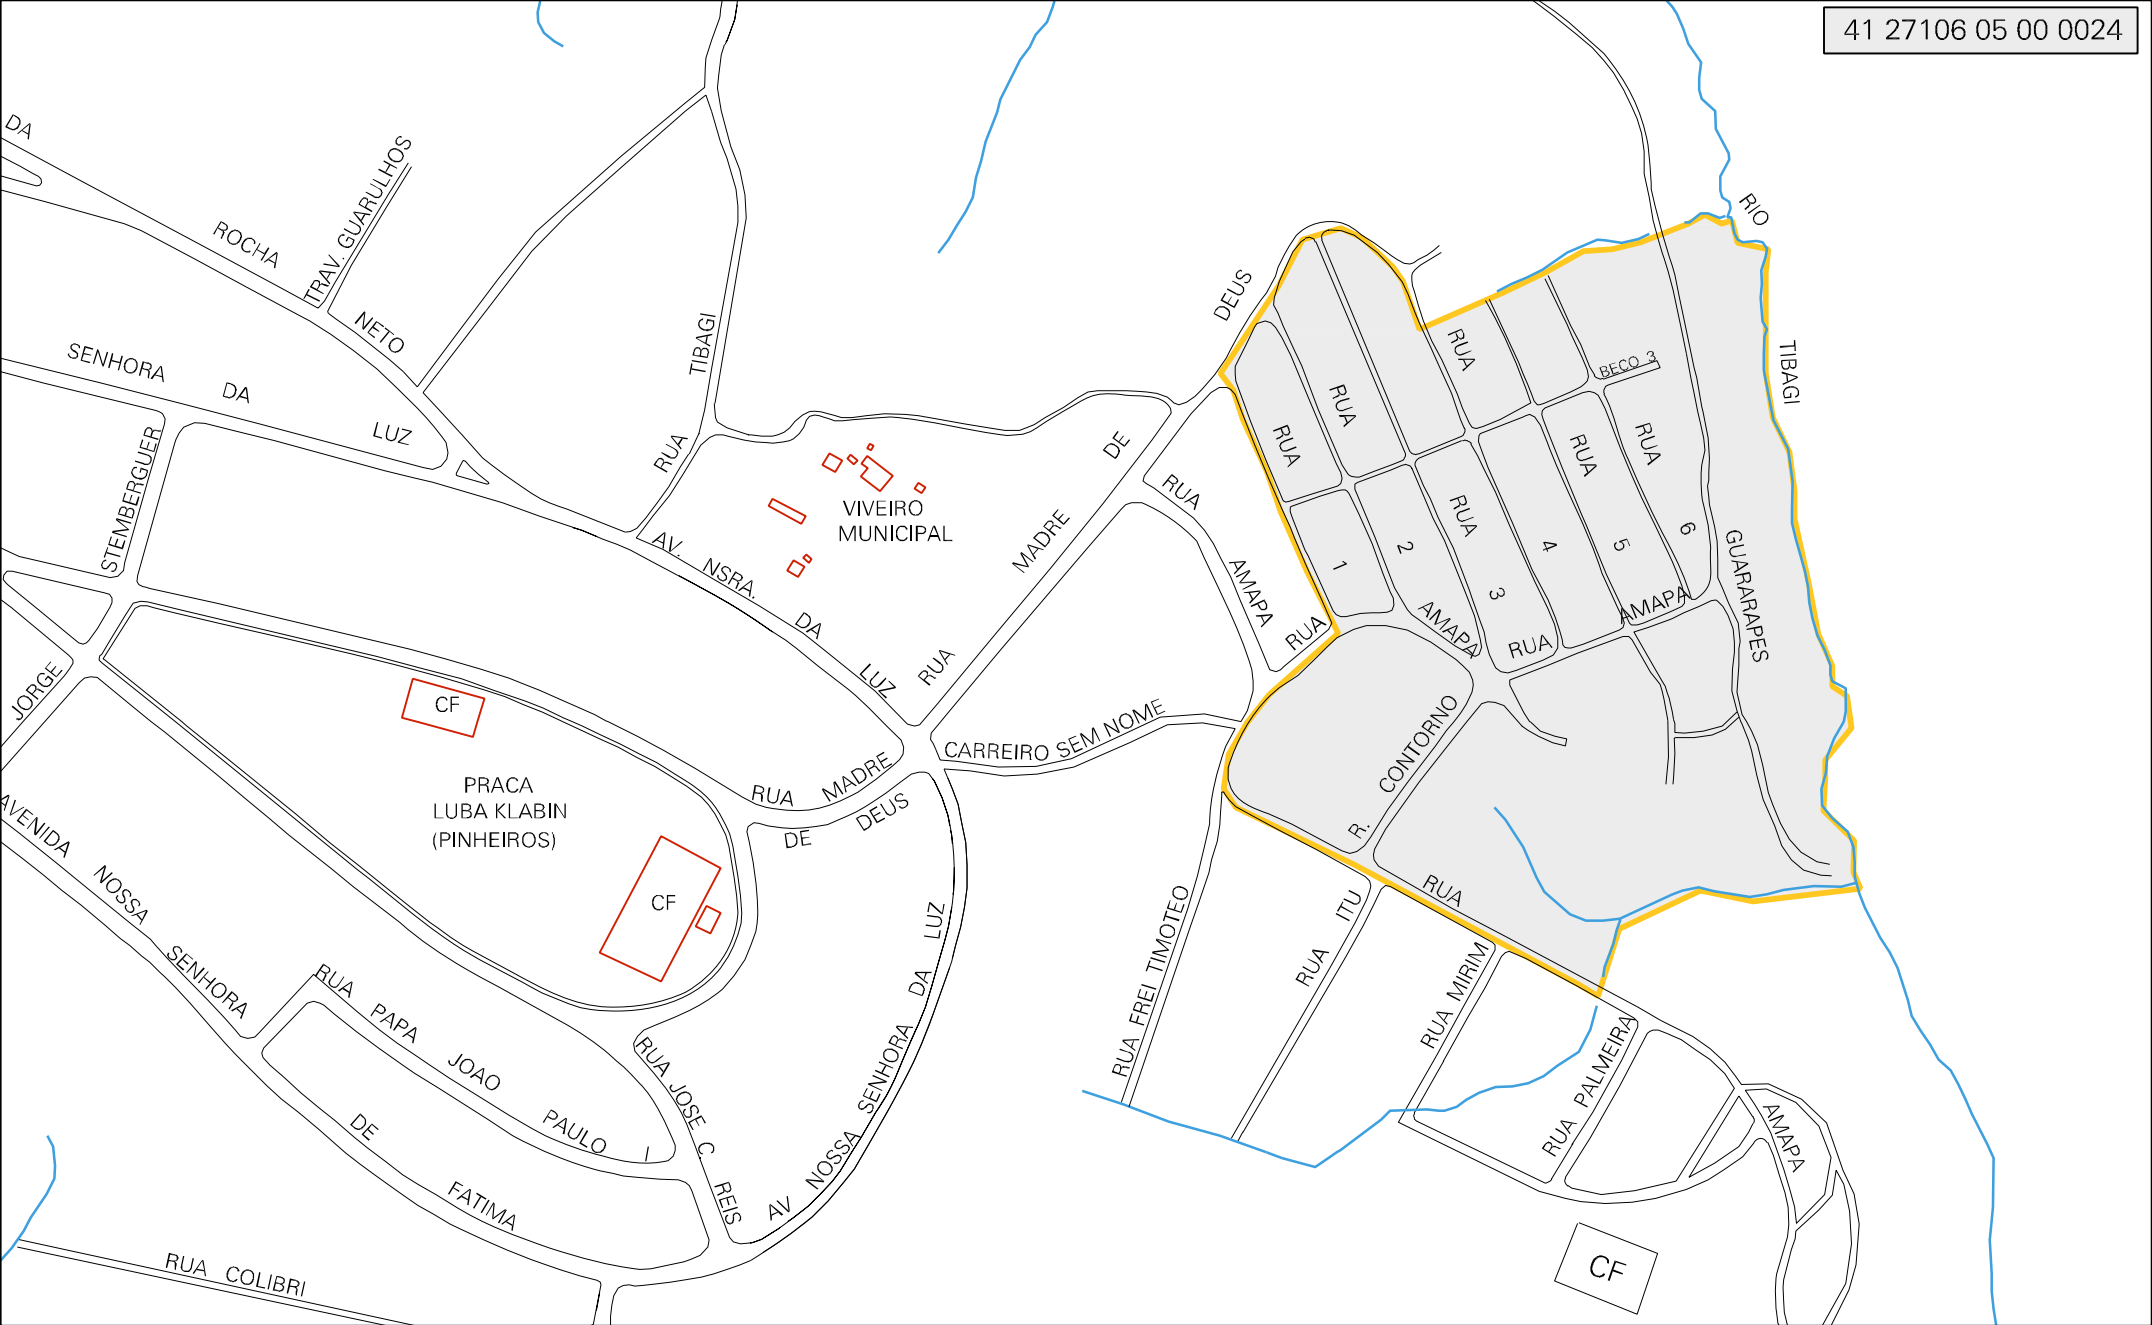 41 27106 05 00 0024
DA
ROCHA
NETO
TRAV. GUARULHOS
SENHORA DA LUZ
STEMBERGUER
JORGE
RUA TIBAGI
VIVEIRO
MUNICIPAL
AV. NSRA. DA LUZ
RUA MADRE DE DEUS
RUA AMAPA
RUA
RIO
TIBAGI
RUA 1
RUA 2
RUA 3
RUA 4
RUA 5
RUA 6
BECO 3
GUARARAPES
AMAPA
RUA
AMAPA
R. CONTORNO
RUA
AMAPA
CARREIRO SEM NOME
RUA MADRE
DE DEUS
CF
PRACA
LUBA KLABIN
(PINHEIROS)
CF
AVENIDA NOSSA SENHORA
DE FATIMA
RUA PAPA JOAO PAULO I
RUA JOSE C. REIS
AV NOSSA SENHORA DA LUZ
RUA COLIBRI
RUA FREI TIMOTEO
RUA ITU
RUA MIRIM
RUA PALMEIRA
CF